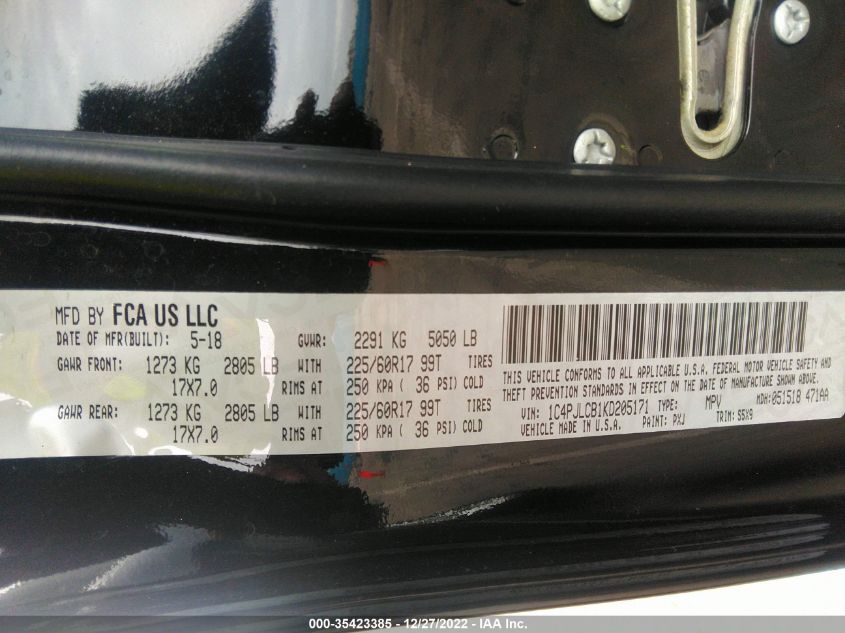 MFD BY FCA US LLC
DATE OF MFR(BUILT): 5-18 GVWR: 2291 KG 5050 LB
GAWR FRONT: 1273 KG 2805 LB WITH 225/60R17 99T TIRES
17X7.0 RIMS AT 250 KPA ( 36 PSI) COLD
GAWR REAR: 1273 KG 2805 LB WITH 225/60R17 99T TIRES
17X7.0 RIMS AT 250 KPA ( 36 PSI) COLD
THIS VEHICLE CONFORMS TO ALL APPLICABLE U.S.A. FEDERAL MOTOR VEHICLE SAFETY AND
THEFT PREVENTION STANDARDS IN EFFECT ON THE DATE OF MANUFACTURE SHOWN ABOVE.
VIN: 1C4PJLCB1KD205171 TYPE: MPV MDH:051518 471AA
VEHICLE MADE IN U.S.A. PAINT: PXJ TRIM: S5X9
000-35423385 - 12/27/2022 - IAA Inc.